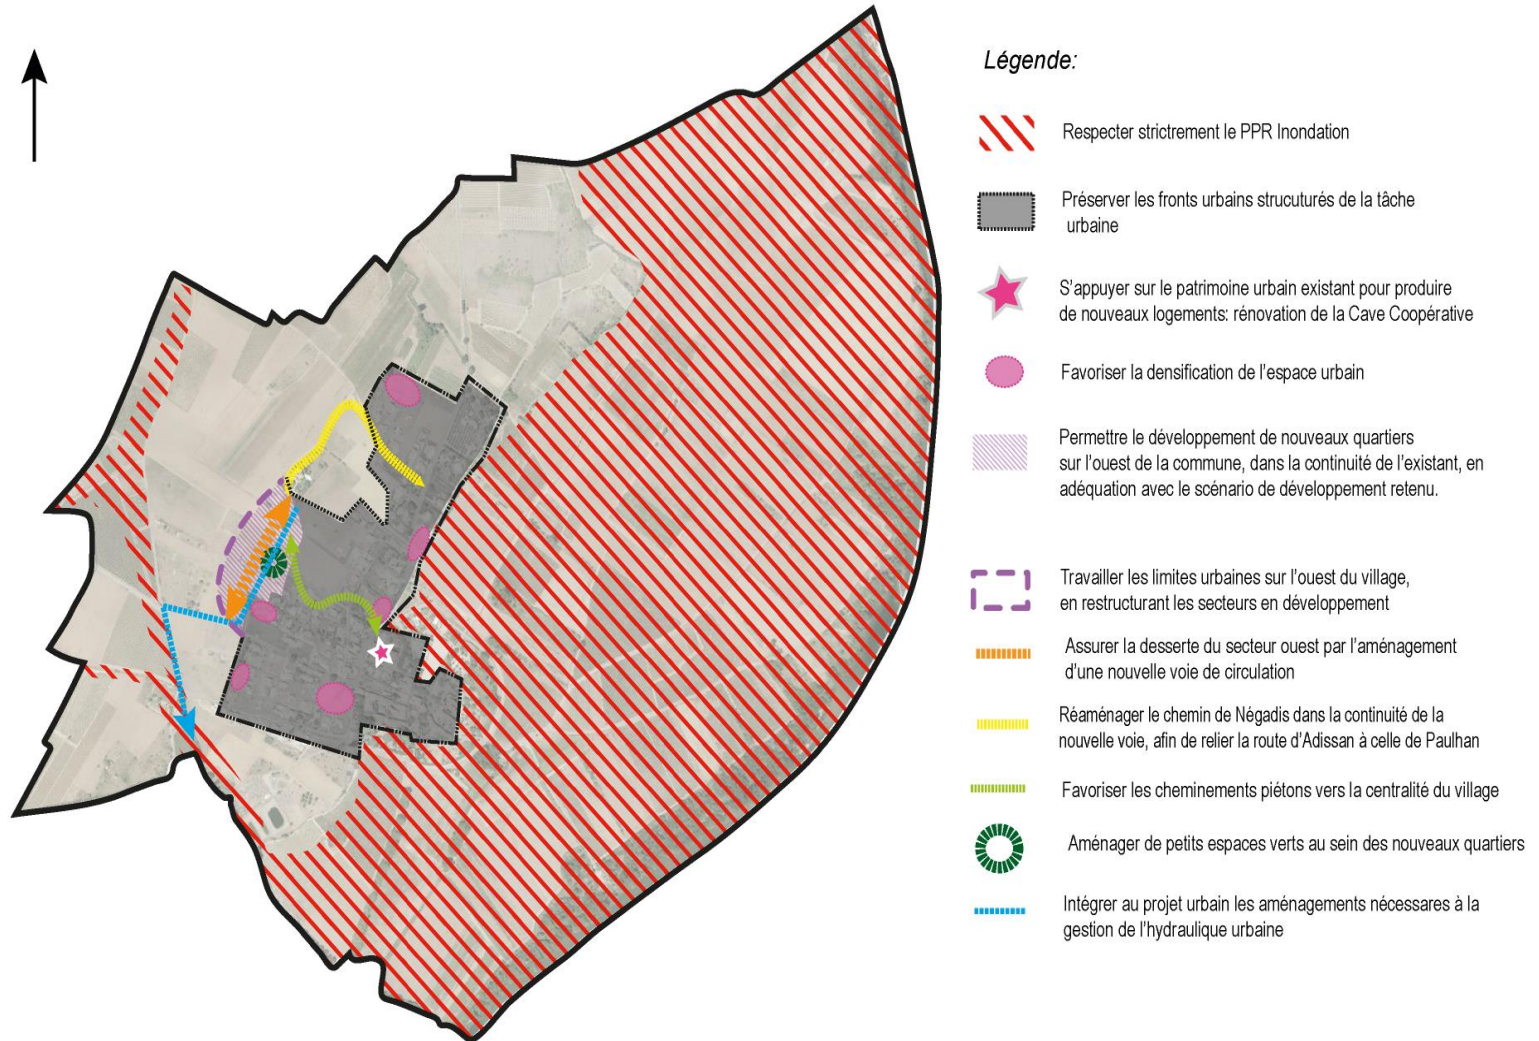 Légende:
Respecter strictement le PPR Inondation
Préserver les fronts urbains strucuturés de la tâche
urbaine
S'appuyer sur le patrimoine urbain existant pour produire
de nouveaux logements: rénovation de la Cave Coopérative
Favoriser la densification de l'espace urbain
Permettre le développement de nouveaux quartiers
sur l'ouest de la commune, dans la continuité de l'existant, en
adéquation avec le scénario de développement retenu.
Travailler les limites urbaines sur l'ouest du village,
en restructurant les secteurs en développement
Assurer la desserte du secteur ouest par l'aménagement
d'une nouvelle voie de circulation
Réaménager le chemin de Négadis dans la continuité de la
nouvelle voie, afin de relier la route d'Adissan à celle de Paulhan
Favoriser les cheminements piétons vers la centralité du village
Aménager de petits espaces verts au sein des nouveaux quartiers
Intégrer au projet urbain les aménagements nécessares à la
gestion de l'hydraulique urbaine